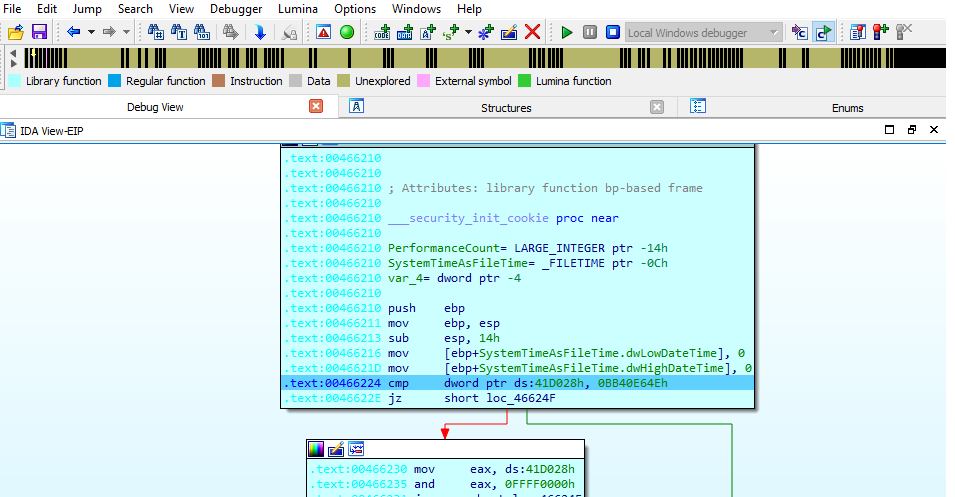 File Edit Jump Search View Debugger Lumina Options Windows Help
Local Windows debugger
Library function Regular function Instruction Data Unexplored External symbol Lumina function
Debug View Structures Enums
IDA View-EIP
.text:00466210
.text:00466210
.text:00466210 ; Attributes: library function bp-based frame
.text:00466210
.text:00466210 ___security_init_cookie proc near
.text:00466210
.text:00466210 PerformanceCount= LARGE_INTEGER ptr -14h
.text:00466210 SystemTimeAsFileTime= _FILETIME ptr -0Ch
.text:00466210 var_4= dword ptr -4
.text:00466210
.text:00466210 push ebp
.text:00466211 mov ebp, esp
.text:00466213 sub esp, 14h
.text:00466216 mov [ebp+SystemTimeAsFileTime.dwLowDateTime], 0
.text:0046621D mov [ebp+SystemTimeAsFileTime.dwHighDateTime], 0
.text:00466224 cmp dword ptr ds:41D028h, 0BB40E64Eh
.text:0046622E jz short loc_46624F
.text:00466230 mov eax, ds:41D028h
.text:00466235 and eax, 0FFFF0000h